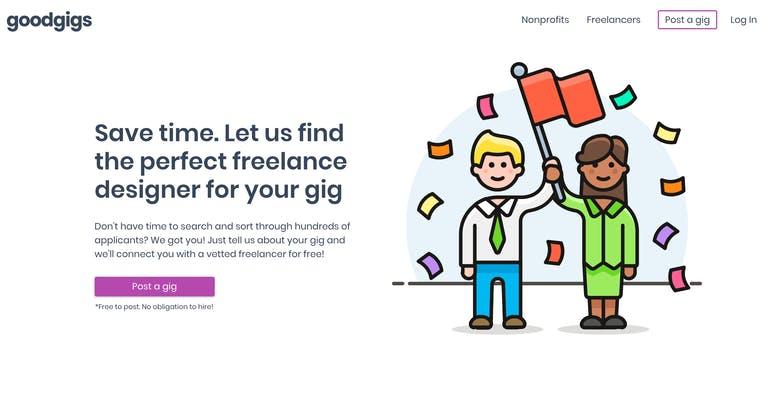 goodgigs
Nonprofits
Freelancers
Post a gig
Log In
Save time. Let us find
the perfect freelance
designer for your gig
Don't have time to search and sort through hundreds of
applicants? We got you! Just tell us about your gig and
we'll connect you with a vetted freelancer for free!
Post a gig
*Free to post. No obligation to hire!